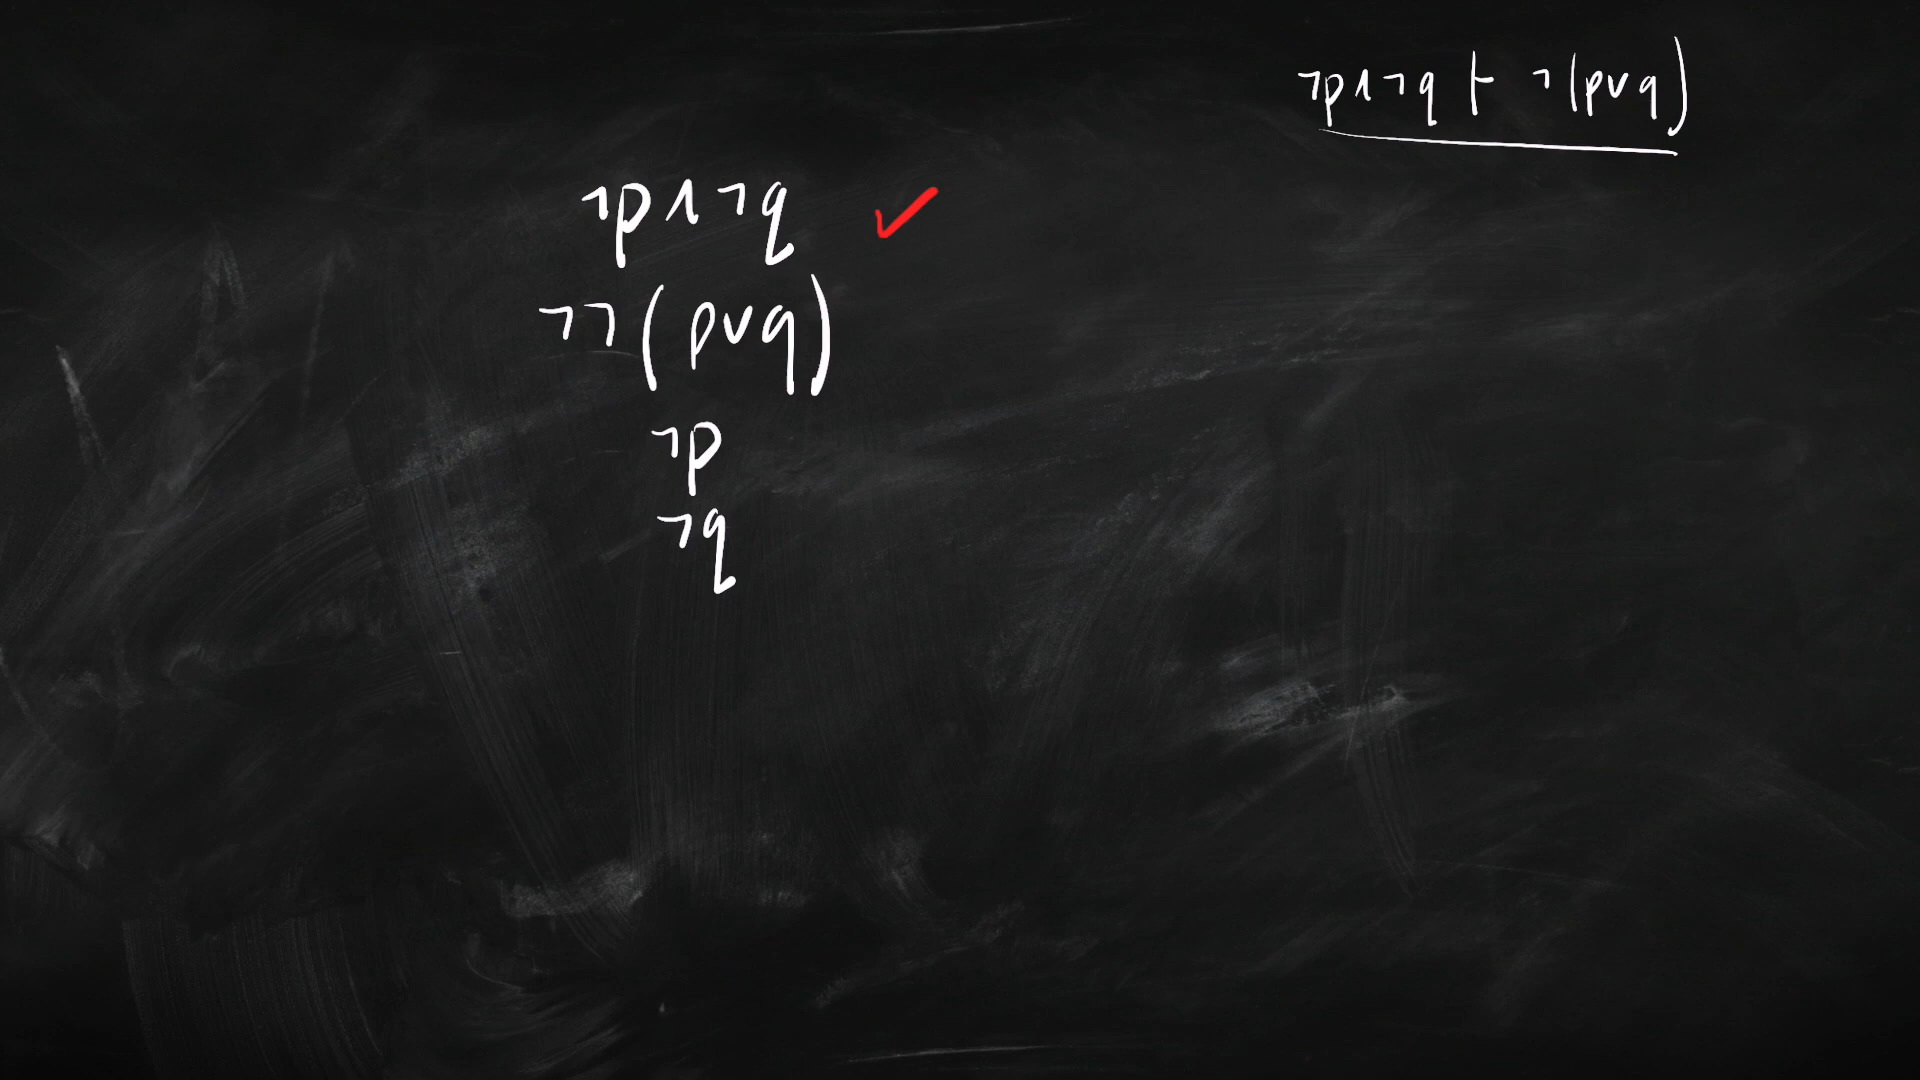 ¬p∧¬q ⊢ ¬(p∨q)
¬p∧¬q ✓
¬¬(p∨q)
¬p
¬q